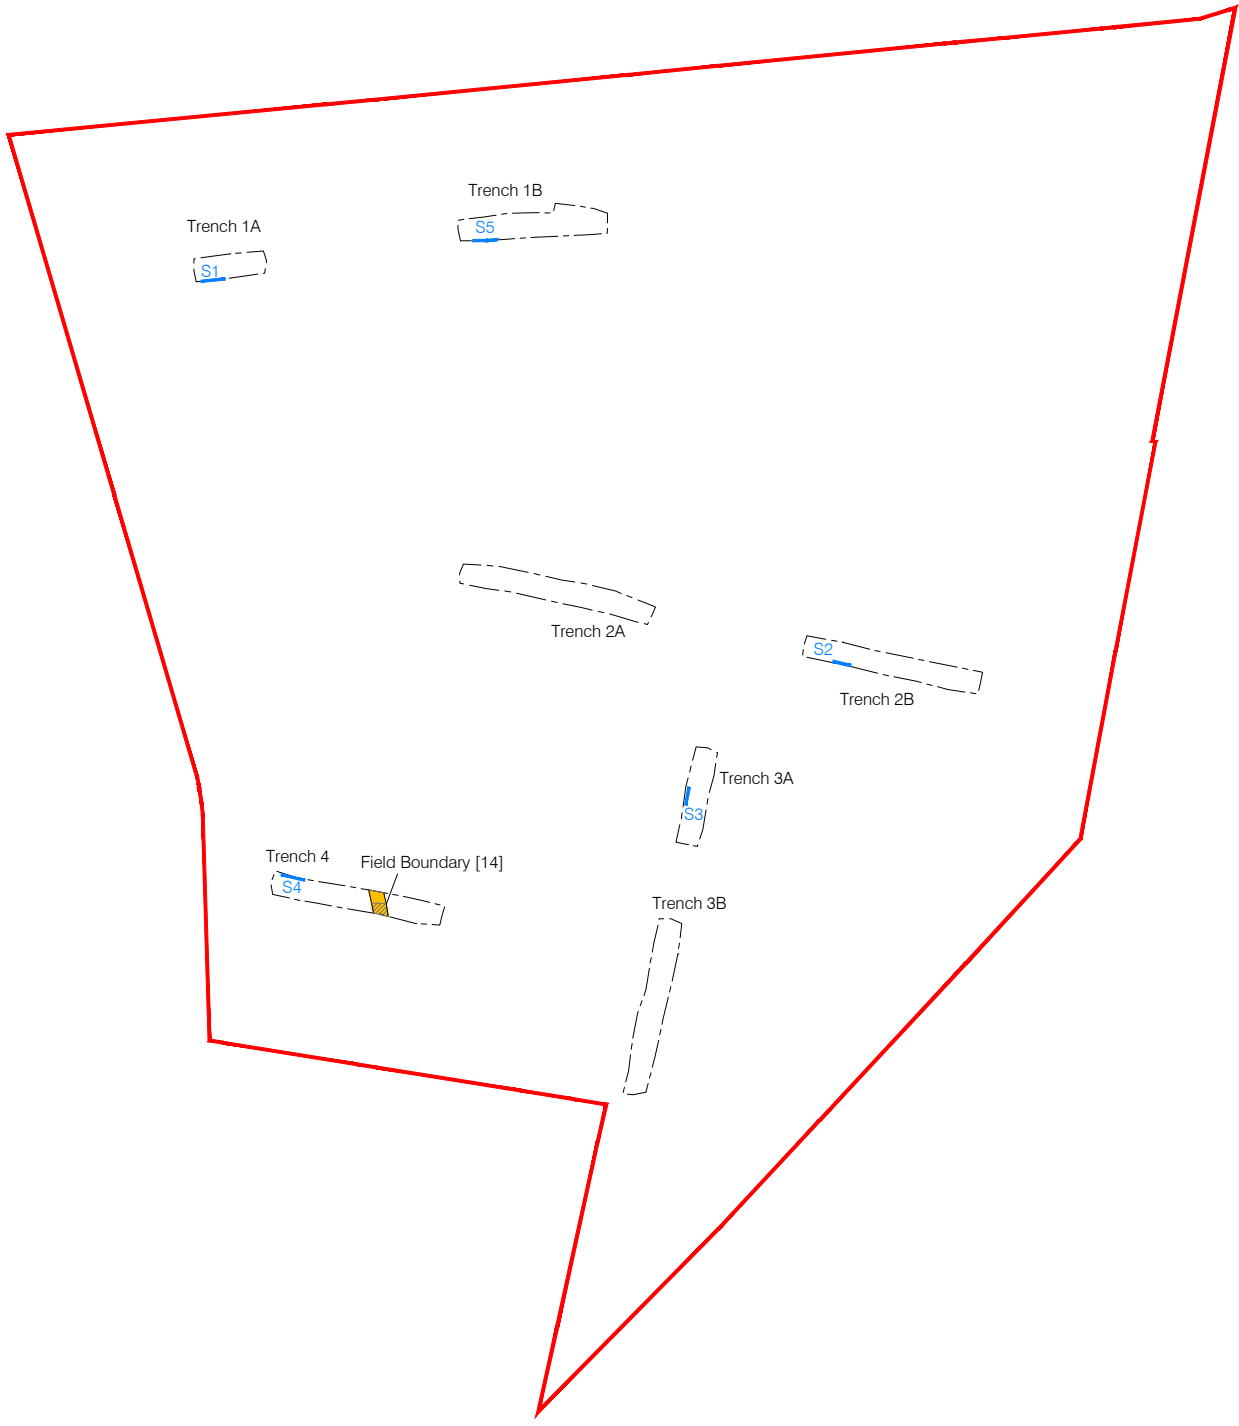 Trench 1B
Trench 1A
S5
S1
Trench 2A
S2
Trench 2B
Trench 3A
S3
Trench 4
Field Boundary [14]
S4
Trench 3B